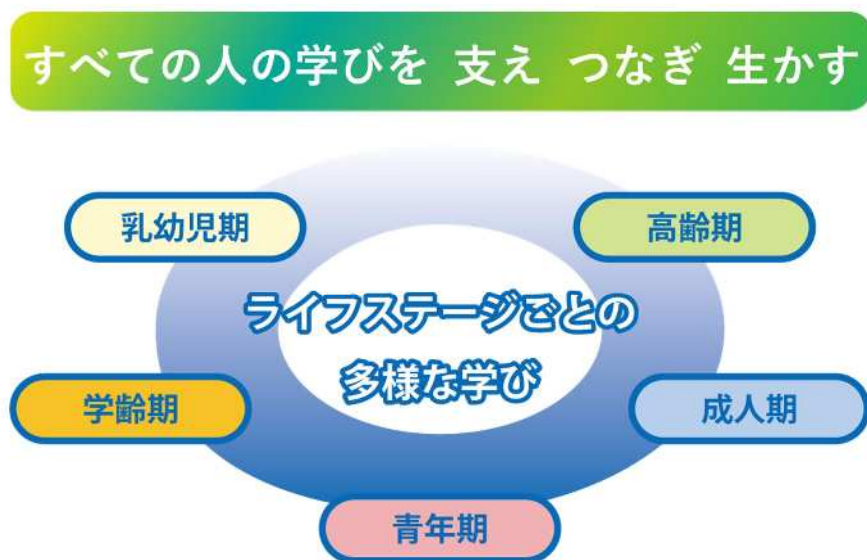 すべての人の学びを 支え つなぎ 生かす
乳幼児期
高齢期
ライフステージごとの
多様な学び
学齢期
成人期
青年期